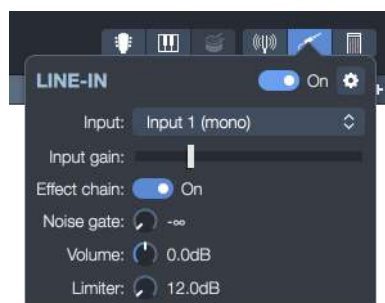 LINE-IN On
Input: Input 1 (mono)
Input gain:
Effect chain: On
Noise gate: -∞
Volume: 0.0dB
Limiter: 12.0dB